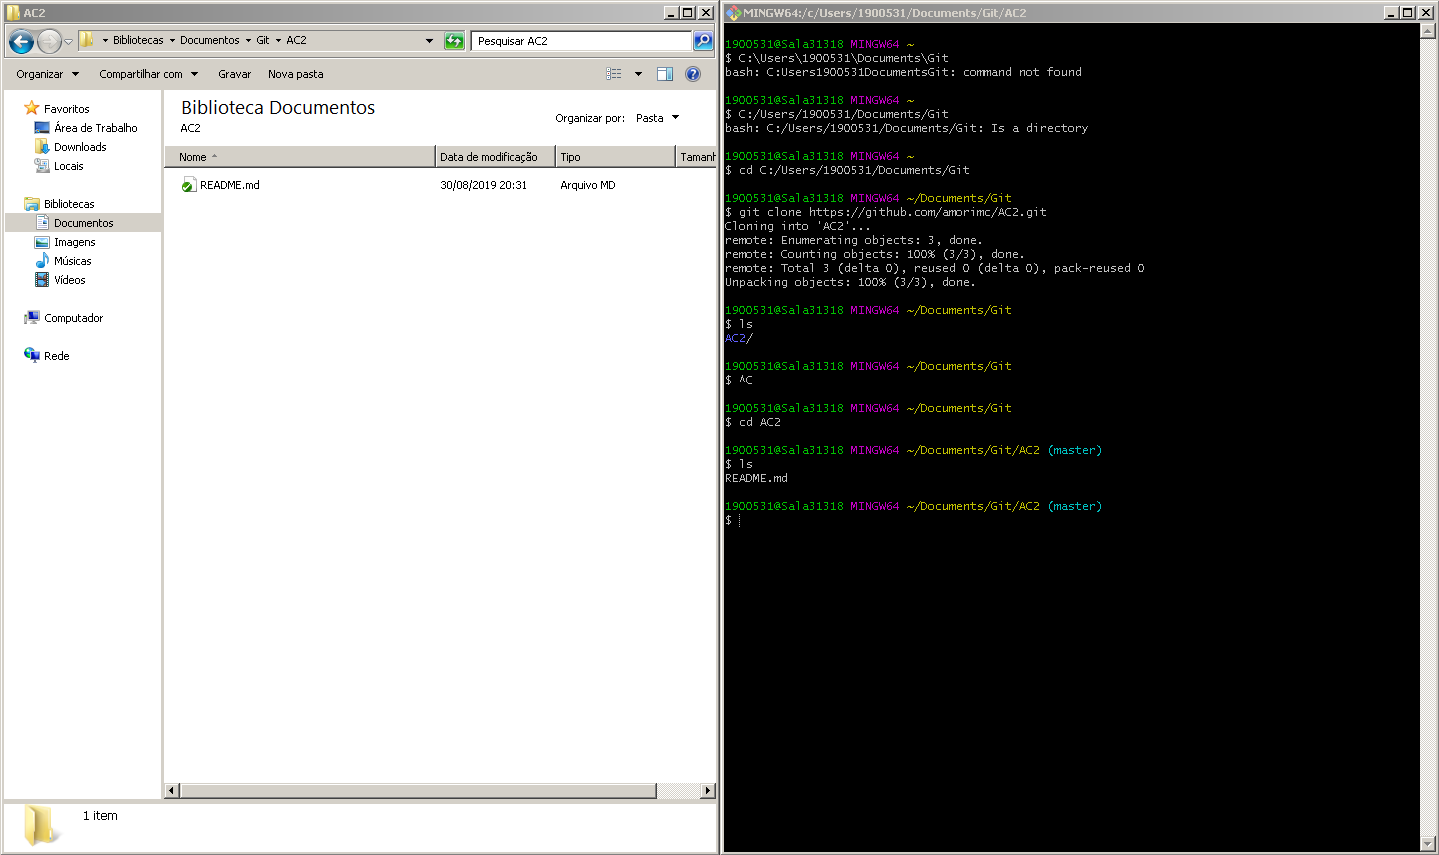 AC2
Bibliotecas Documentos Git AC2
Pesquisar AC2
Organizar Compartilhar com Gravar Nova pasta
Favoritos
Área de Trabalho
Downloads
Locais
Bibliotecas
Documentos
Imagens
Músicas
Vídeos
Computador
Rede
Biblioteca Documentos
AC2
Organizar por: Pasta
Nome Data de modificação Tipo Tamanh
README.md 30/08/2019 20:31 Arquivo MD
1 item
MINGW64:/c/Users/1900531/Documents/Git/AC2
1900531@Sala31318 MINGW64 ~
$ C:\Users\1900531\Documents\Git
bash: C:Users1900531DocumentsGit: command not found
1900531@Sala31318 MINGW64 ~
$ C:/Users/1900531/Documents/Git
bash: C:/Users/1900531/Documents/Git: Is a directory
1900531@Sala31318 MINGW64 ~
$ cd C:/Users/1900531/Documents/Git
1900531@Sala31318 MINGW64 ~/Documents/Git
$ git clone https://github.com/amorimc/AC2.git
Cloning into 'AC2'...
remote: Enumerating objects: 3, done.
remote: Counting objects: 100% (3/3), done.
remote: Total 3 (delta 0), reused 0 (delta 0), pack-reused 0
Unpacking objects: 100% (3/3), done.
1900531@Sala31318 MINGW64 ~/Documents/Git
$ ls
AC2/
1900531@Sala31318 MINGW64 ~/Documents/Git
$ ^C
1900531@Sala31318 MINGW64 ~/Documents/Git
$ cd AC2
1900531@Sala31318 MINGW64 ~/Documents/Git/AC2 (master)
$ ls
README.md
1900531@Sala31318 MINGW64 ~/Documents/Git/AC2 (master)
$